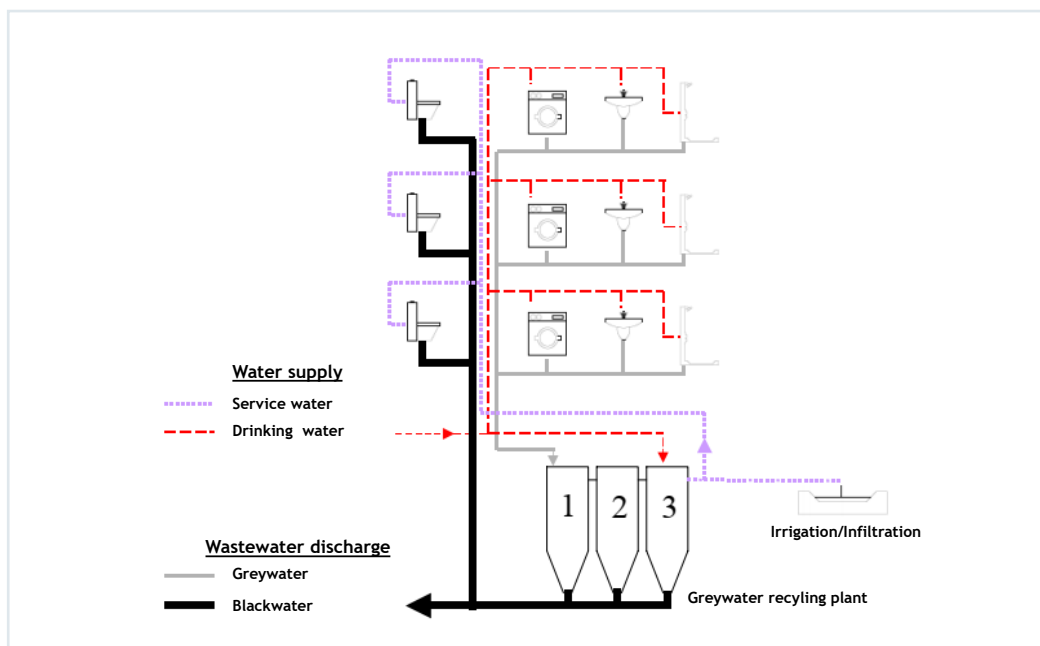 Water supply
Service water
Drinking water
1 2 3
Irrigation/Infiltration
Wastewater discharge
Greywater
Blackwater
Greywater recyling plant